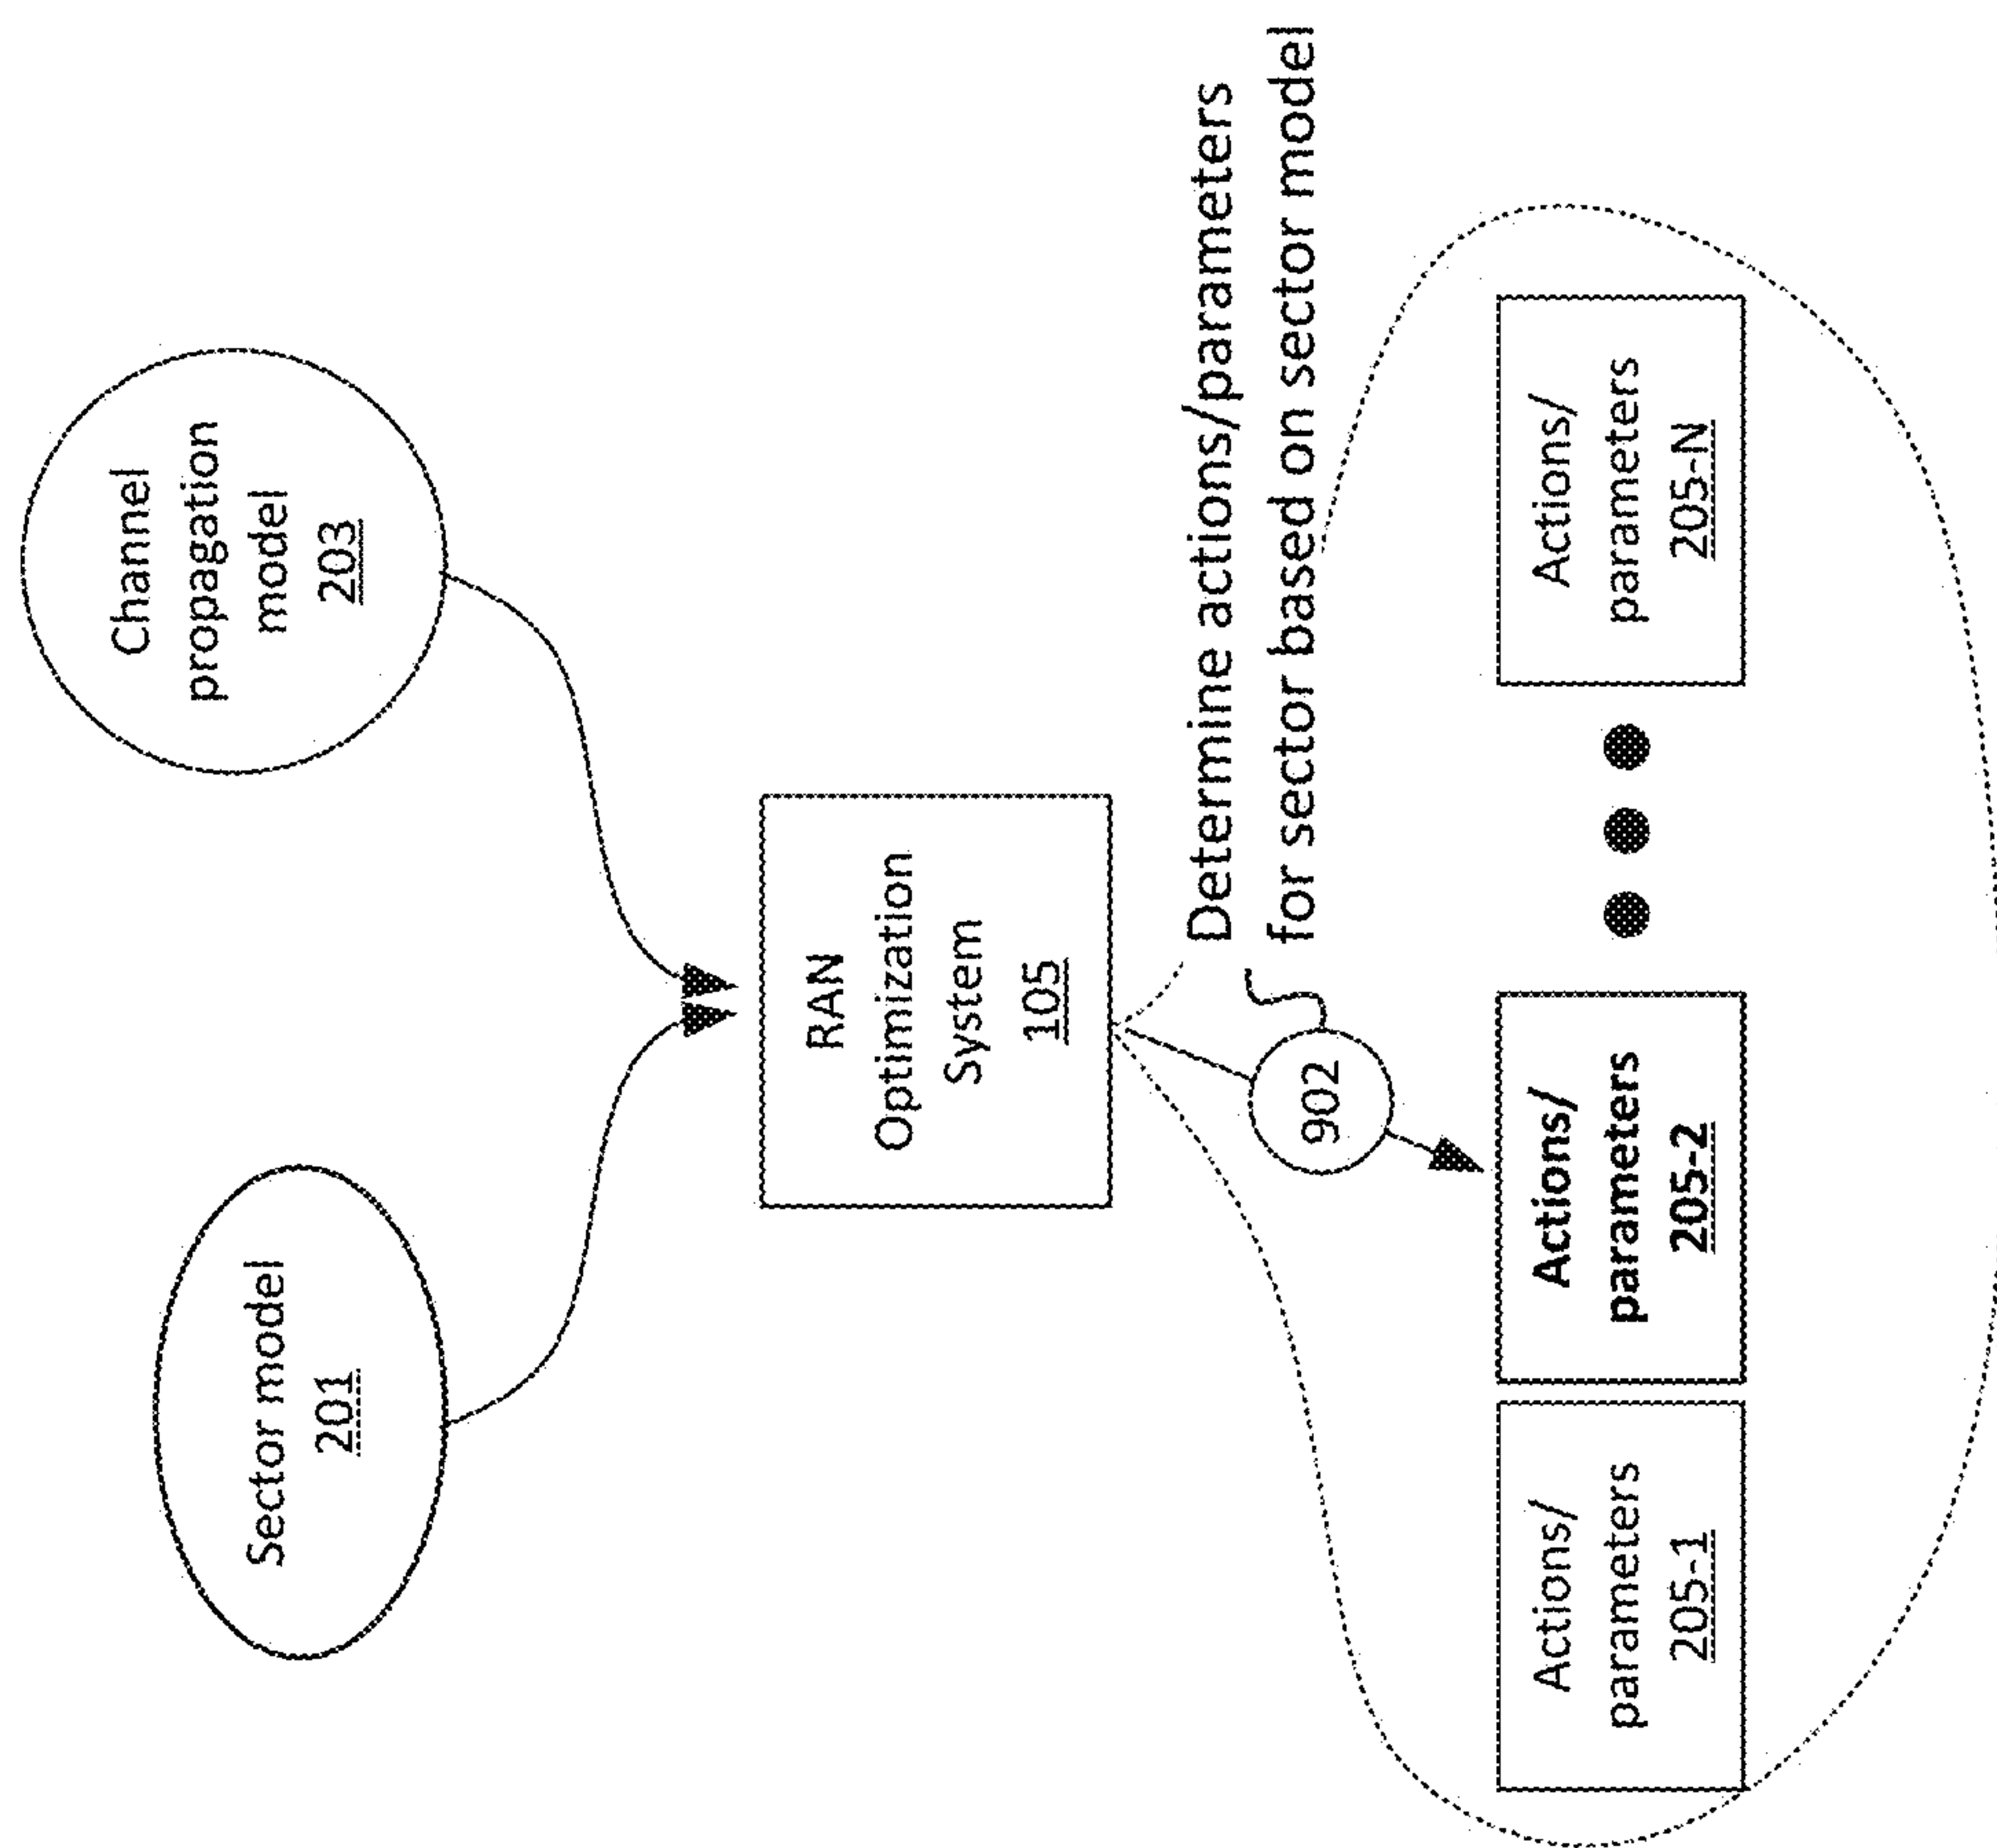 Sector model
201
Channel
propagation
model
203
RAN
Optimization
System
105
902
Determine actions/parameters
for sector based on sector model
Actions/
parameters
205-1
Actions/
parameters
205-2
Actions/
parameters
205-N